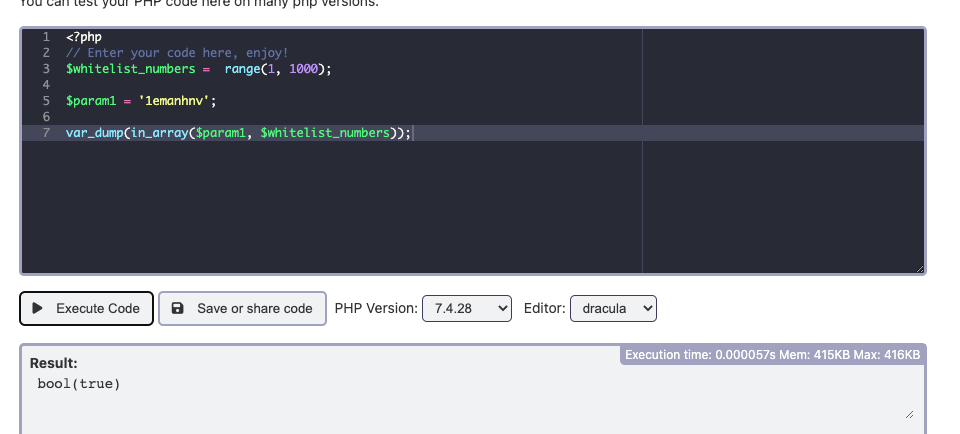 You can test your PHP code here on many php versions.
1 <?php
2 // Enter your code here, enjoy!
3 $whitelist_numbers =  range(1, 1000);
4
5 $param1 = '1emanhnv';
6
7 var_dump(in_array($param1, $whitelist_numbers));
Execute Code Save or share code PHP Version: 7.4.28 Editor: dracula
Execution time: 0.000057s Mem: 415KB Max: 416KB
Result:
bool(true)